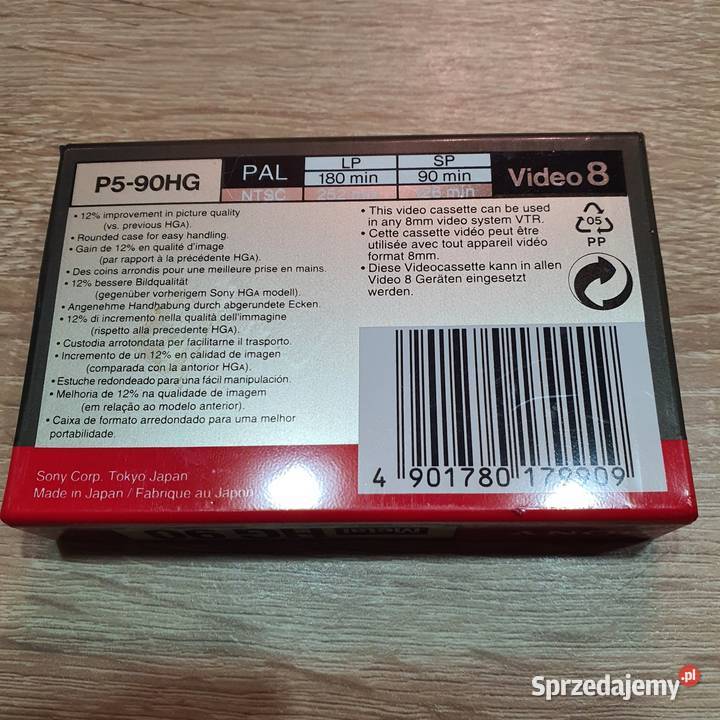 P5-90HG
PAL
LP
SP
180 min
90 min
NTSC
Video 8
• 12% improvement in picture quality
(vs. previous HGA).
• Rounded case for easy handling.
• Gain de 12% en qualité d'image
(par rapport à la précédente HGA).
• Des coins arrondis pour une meilleure prise en mains.
• 12% bessere Bildqualität
(gegenüber vorherigem Sony HGA modell).
• Angenehme Handhabung durch abgerundete Ecken.
• 12% di incremento nella qualità dell'immagine
(rispetto alla precedente HGA).
• Custodia arrotondata per facilitarne il trasporto.
• Incremento de un 12% en calidad de imagen
(comparada con la antorior HGA).
• Estuche redondeado para una fácil manipulación.
• Melhoria de 12% na qualidade de imagem
(em relação ao modelo anterior).
• Caixa de formato arredondado para uma melhor
portabilidade.
• This video cassette can be used
in any 8mm video system VTR.
• Cette cassette vidéo peut être
utilisée avec tout appareil vidéo
format 8mm.
• Diese Videocassette kann in allen
Video 8 Geräten eingesetzt
werden.
05
PP
4 901780 179909
Sony Corp. Tokyo Japan
Made in Japan / Fabrique au Japon
Metal
HG 90
Sprzedajemy.pl